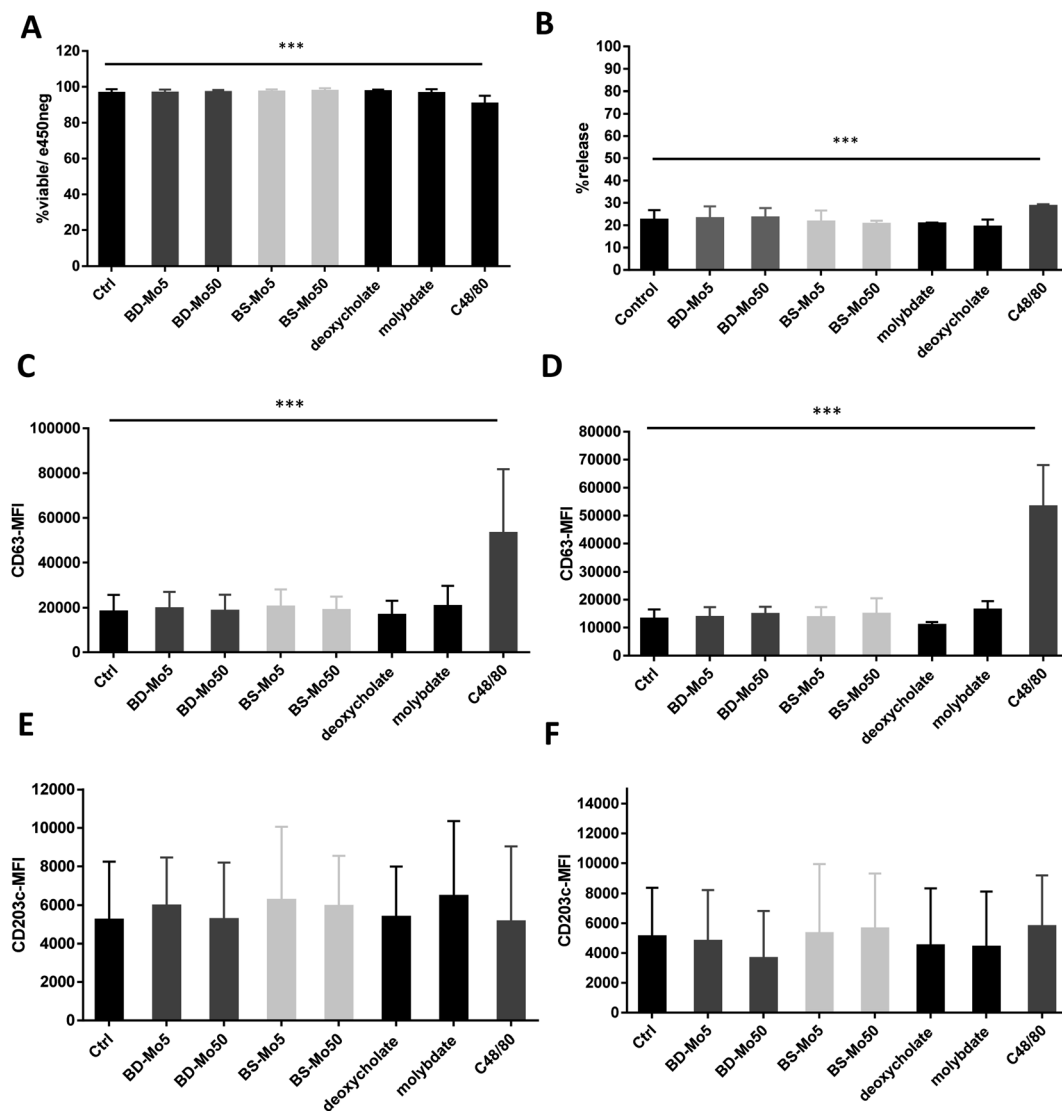 A
***
120
100
80
60
40
20
0
%viable/ e450neg
Ctrl
BD-Mo5
BD-Mo50
BS-Mo5
BS-Mo50
deoxycholate
molybdate
C48/80
B
***
100
90
80
70
60
50
40
30
20
10
0
%release
Control
BD-Mo5
BD-Mo50
BS-Mo5
BS-Mo50
molybdate
deoxycholate
C48/80
C
***
100000
80000
60000
40000
20000
0
CD63-MFI
Ctrl
BD-Mo5
BD-Mo50
BS-Mo5
BS-Mo50
deoxycholate
molybdate
C48/80
D
***
80000
70000
60000
50000
40000
30000
20000
10000
0
CD63-MFI
Ctrl
BD-Mo5
BD-Mo50
BS-Mo5
BS-Mo50
deoxycholate
molybdate
C48/80
E
12000
10000
8000
6000
4000
2000
0
CD203c-MFI
Ctrl
BD-Mo5
BD-Mo50
BS-Mo5
BS-Mo50
deoxycholate
molybdate
C48/80
F
14000
12000
10000
8000
6000
4000
2000
0
CD203c-MFI
Ctrl
BD-Mo5
BD-Mo50
BS-Mo5
BS-Mo50
deoxycholate
molybdate
C48/80